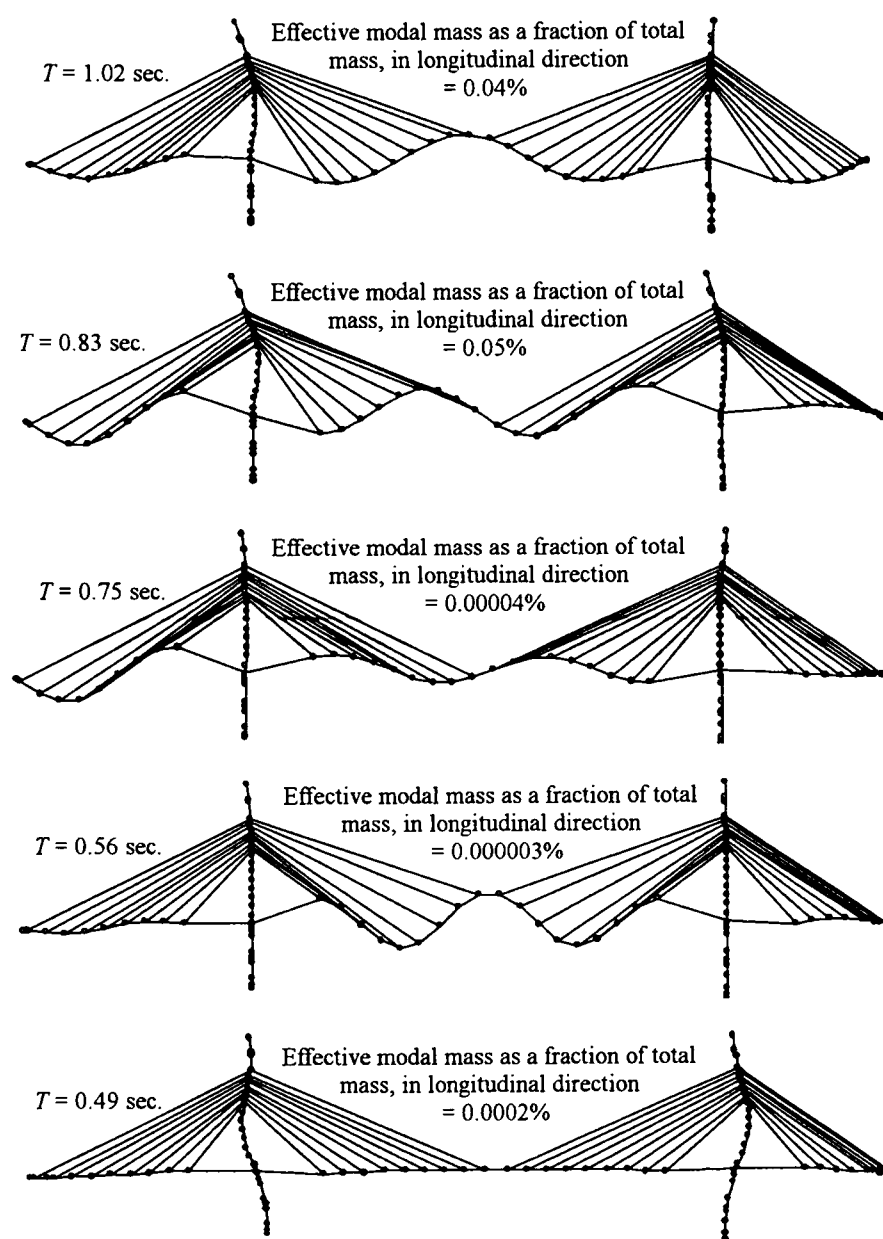 Effective modal mass as a fraction of total
mass, in longitudinal direction
= 0.04%
T = 1.02 sec.
Effective modal mass as a fraction of total
mass, in longitudinal direction
= 0.05%
T = 0.83 sec.
Effective modal mass as a fraction of total
mass, in longitudinal direction
= 0.00004%
T = 0.75 sec.
Effective modal mass as a fraction of total
mass, in longitudinal direction
= 0.000003%
T = 0.56 sec.
Effective modal mass as a fraction of total
mass, in longitudinal direction
= 0.0002%
T = 0.49 sec.